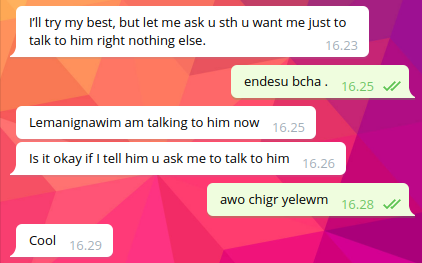 I'll try my best, but let me ask u sth u want me just to
talk to him right nothing else.
16.23
endesu bcha .
16.25
Lemanignawim am talking to him now
16.25
Is it okay if I tell him u ask me to talk to him
16.26
awo chigr yelewm
16.28
Cool
16.29